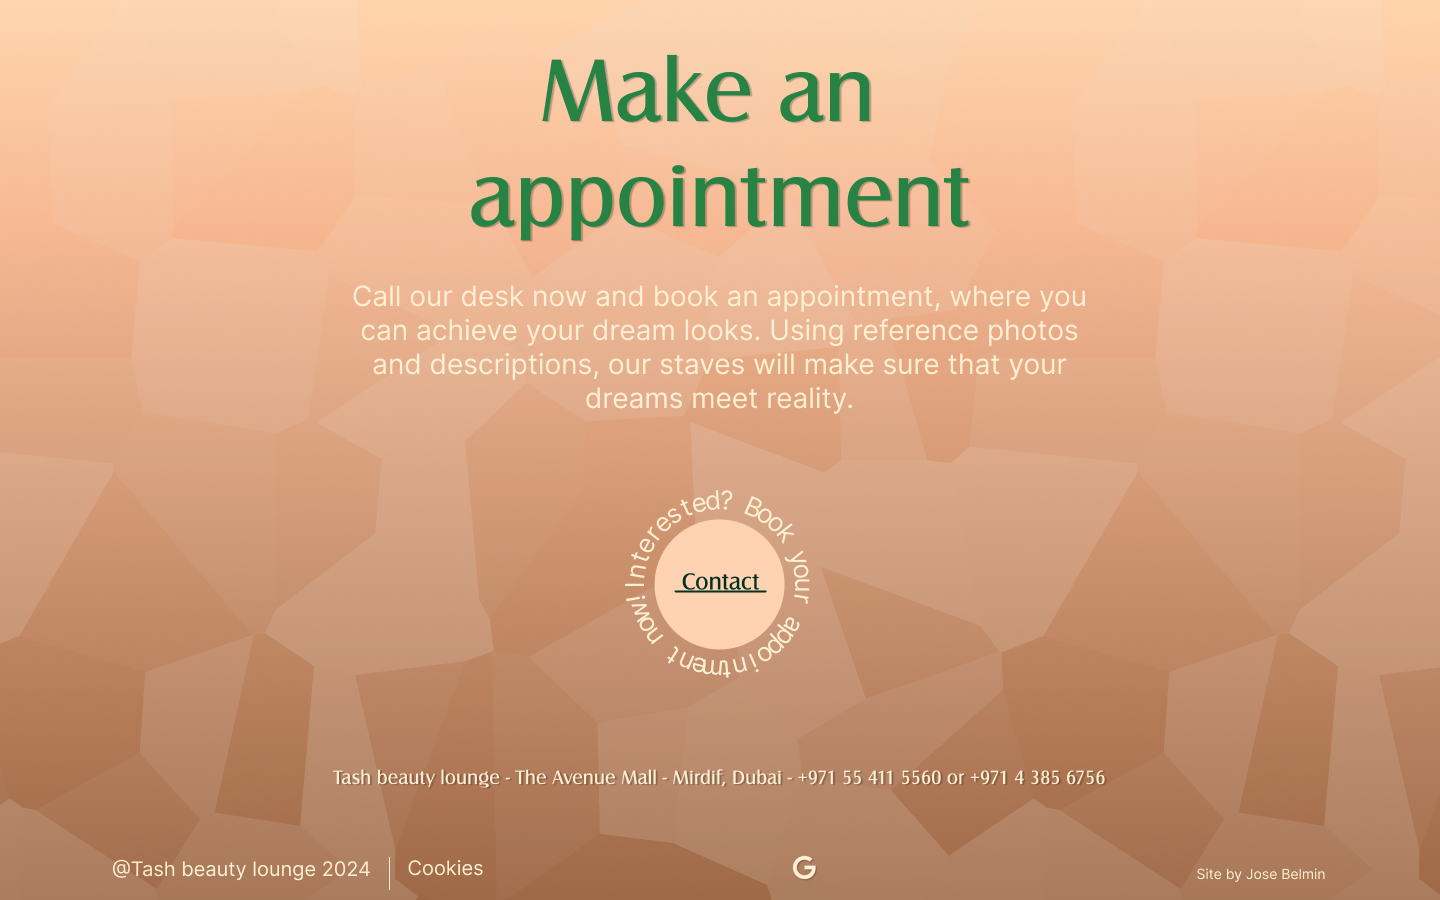 Make an
appointment
Call our desk now and book an appointment, where you
can achieve your dream looks. Using reference photos
and descriptions, our staves will make sure that your
dreams meet reality.
Interested? Book your appointment now!
Contact
Tash beauty lounge - The Avenue Mall - Mirdif, Dubai - +971 55 411 5560 or +971 4 385 6756
@Tash beauty lounge 2024
Cookies
G
Site by Jose Belmin